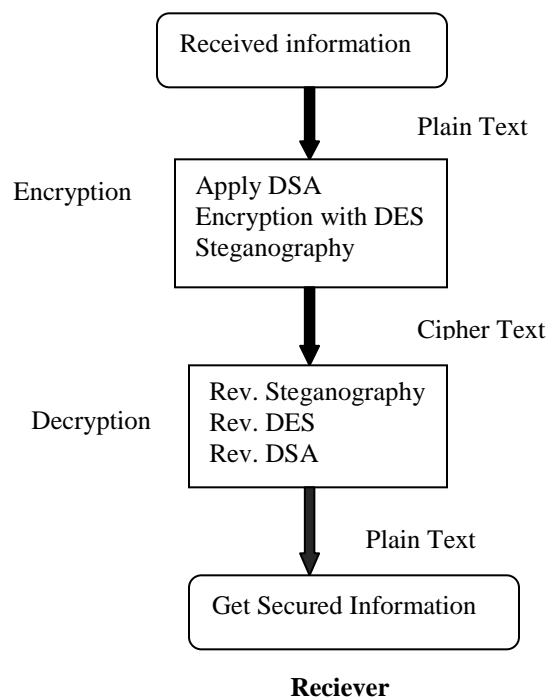 Received information
Plain Text
Encryption
Apply DSA
Encryption with DES
Steganography
Cipher Text
Decryption
Rev. Steganography
Rev. DES
Rev. DSA
Plain Text
Get Secured Information
Reciever